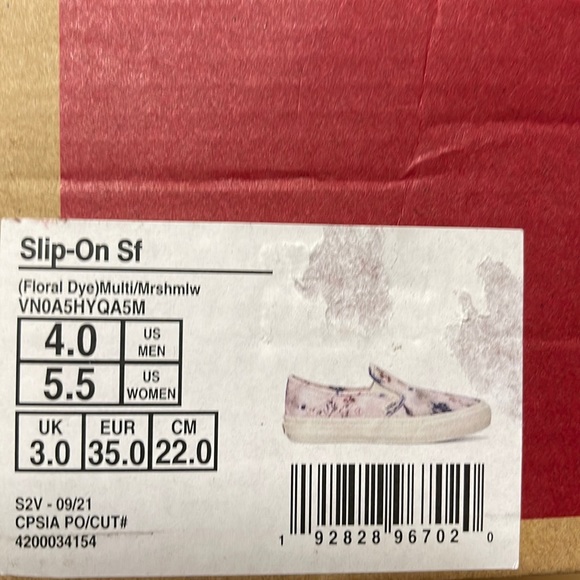 Slip-On Sf
(Floral Dye)Multi/Mrshmlw
VN0A5HYQA5M
4.0 US MEN
5.5 US WOMEN
UK EUR CM
3.0 35.0 22.0
S2V - 09/21
CPSIA PO/CUT#
4200034154
1 92828 96702 0